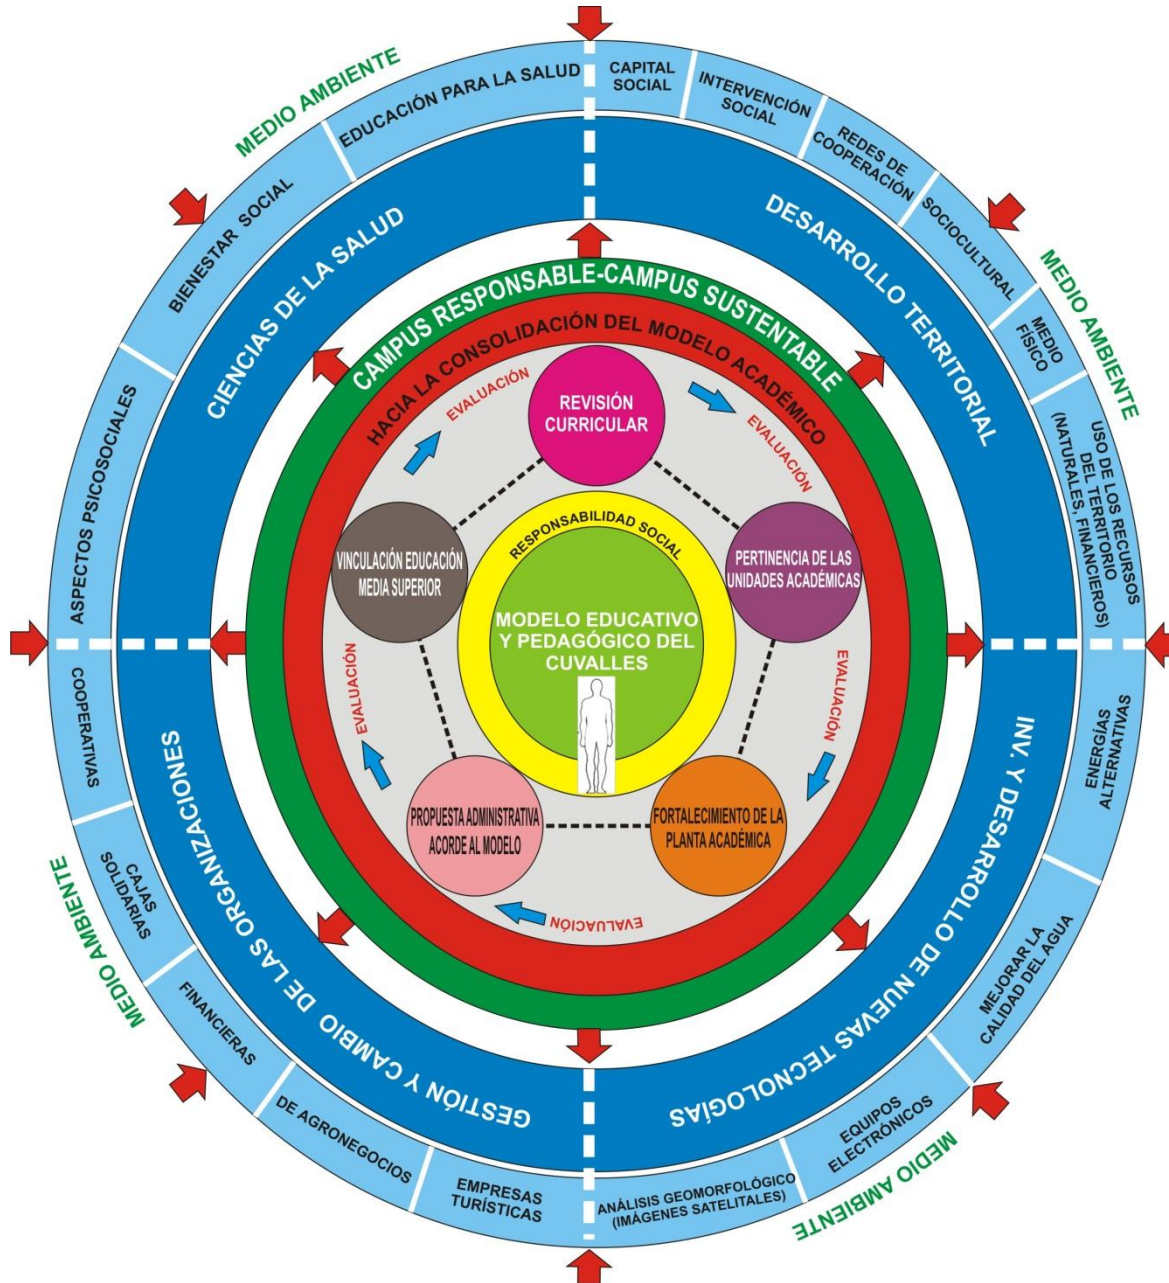 MEDIO AMBIENTE
EDUCACIÓN PARA LA SALUD
BIENESTAR SOCIAL
ASPECTOS PSICOSOCIALES
CAPITAL
SOCIAL
INTERVENCIÓN
SOCIAL
REDES DE
COOPERACIÓN
SOCIOCULTURAL
MEDIO
FÍSICO
USO DE LOS RECURSOS
DEL TERRITORIO
(NATURALES, FINANCIEROS)
MEDIO AMBIENTE
ENERGÍAS
ALTERNATIVAS
MEJORAR LA
CALIDAD DEL AGUA
EQUIPOS
ELECTRÓNICOS
ANÁLISIS GEOMORFOLÓGICO
(IMÁGENES SATELITALES)
MEDIO AMBIENTE
EMPRESAS
TURÍSTICAS
DE AGRONEGOCIOS
FINANCIERAS
CAJAS
SOLIDARIAS
COOPERATIVAS
MEDIO AMBIENTE
CIENCIAS DE LA SALUD
DESARROLLO TERRITORIAL
INV. Y DESARROLLO DE NUEVAS TECNOLOGÍAS
GESTIÓN Y CAMBIO DE LAS ORGANIZACIONES
CAMPUS RESPONSABLE-CAMPUS SUSTENTABLE
HACIA LA CONSOLIDACIÓN DEL MODELO ACADÉMICO
EVALUACIÓN
REVISIÓN
CURRICULAR
EVALUACIÓN
PERTINENCIA DE LAS
UNIDADES ACADÉMICAS
EVALUACIÓN
FORTALECIMIENTO DE LA
PLANTA ACADÉMICA
EVALUACIÓN
PROPUESTA ADMINISTRATIVA
ACORDE AL MODELO
EVALUACIÓN
VINCULACIÓN EDUCACIÓN
MEDIA SUPERIOR
RESPONSABILIDAD SOCIAL
MODELO EDUCATIVO
Y PEDAGÓGICO DEL
CUVALLES